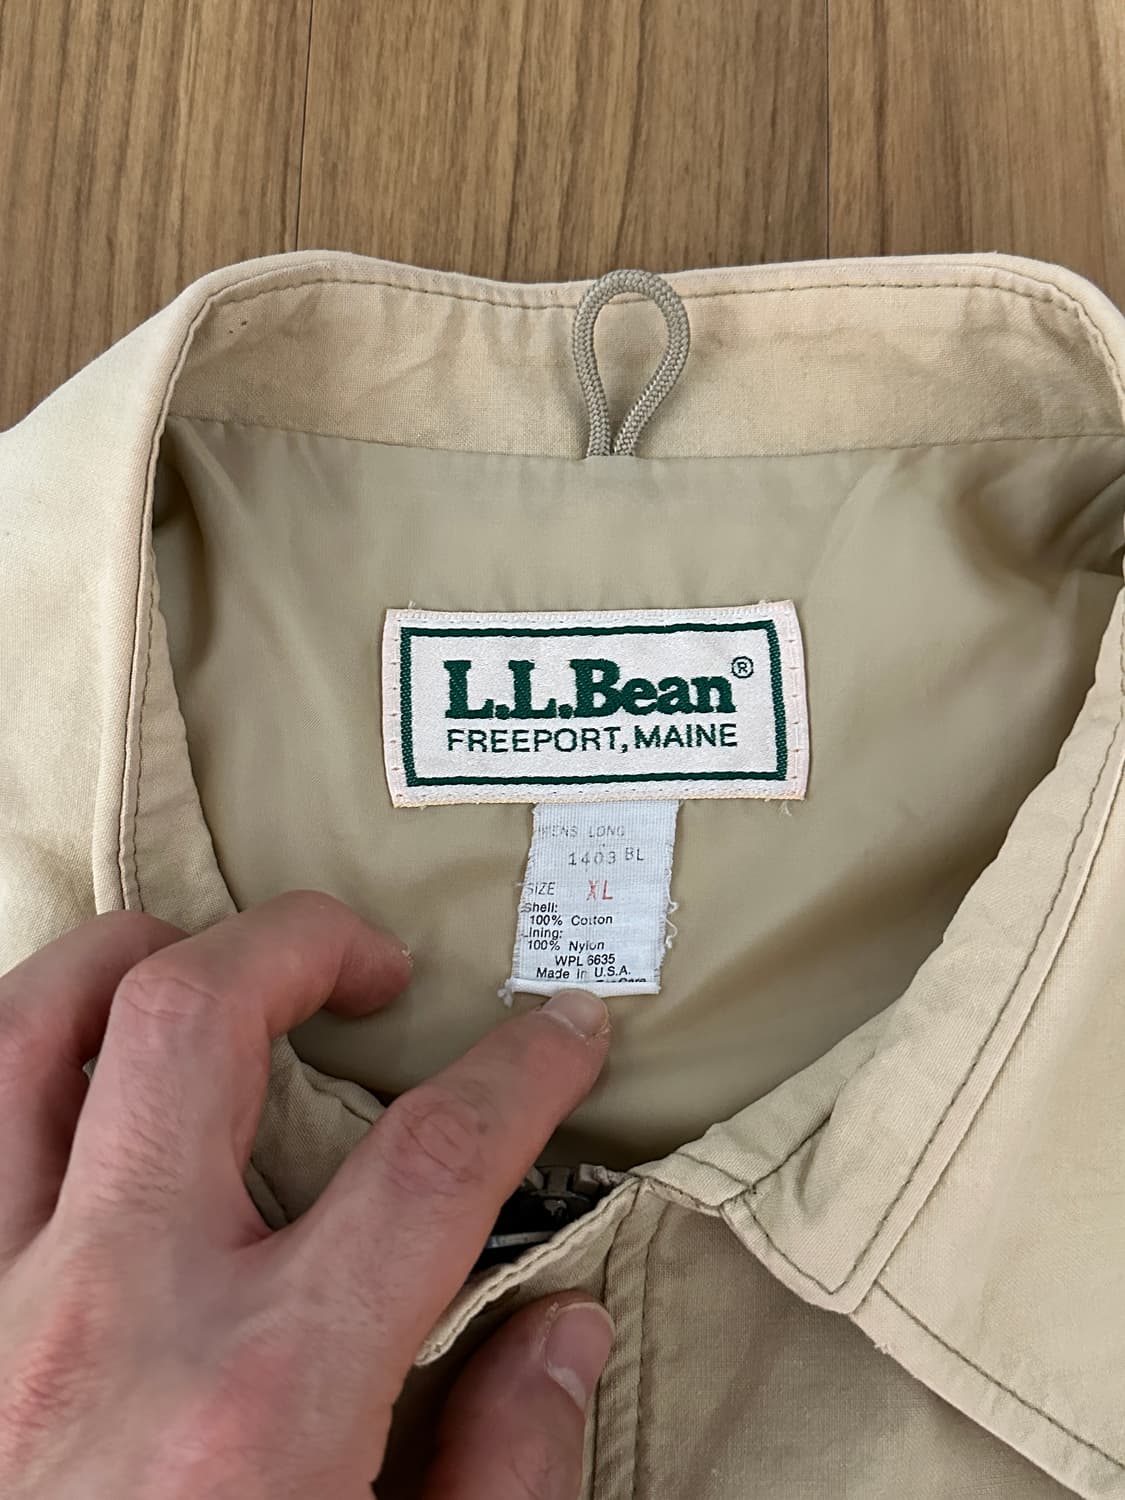 L.L.Bean®
FREEPORT, MAINE
MENS LONG
1403 BL
SIZE XL
Shell:
100% Cotton
Lining:
100% Nylon
WPL 6635
Made in U.S.A.